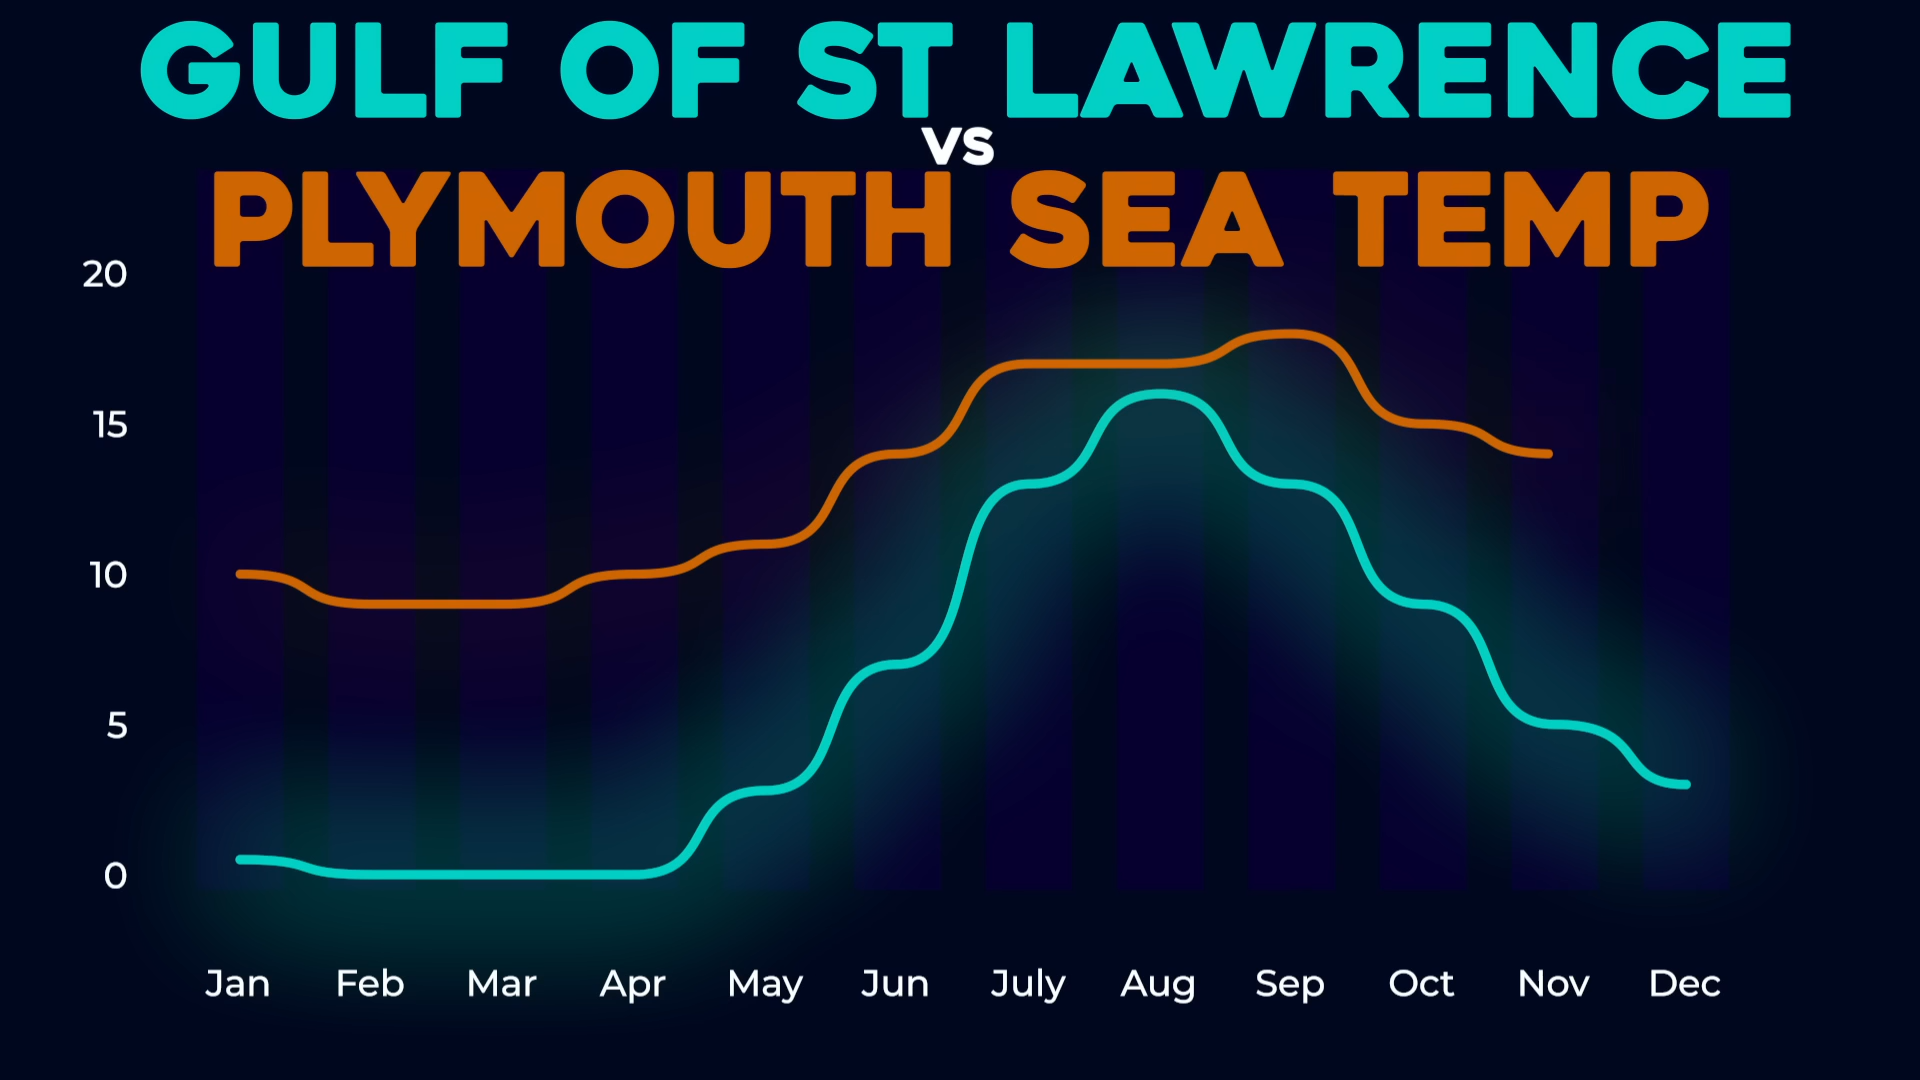 GULF OF ST LAWRENCE
VS
PLYMOUTH SEA TEMP
20
15
10
5
0
Jan Feb Mar Apr May Jun July Aug Sep Oct Nov Dec